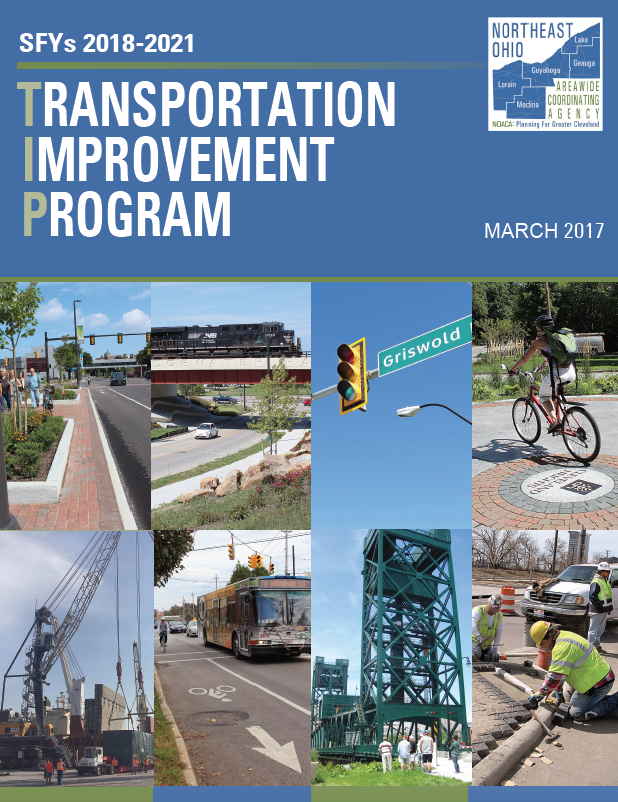 SFYs 2018-2021
NORTHEAST
OHIO
Lake
Geauga
Cuyahoga
Lorain
Medina
AREAWIDE
COORDINATING
AGENCY
NOACA: Planning For Greater Cleveland
TRANSPORTATION
IMPROVEMENT
PROGRAM
MARCH 2017
Griswold